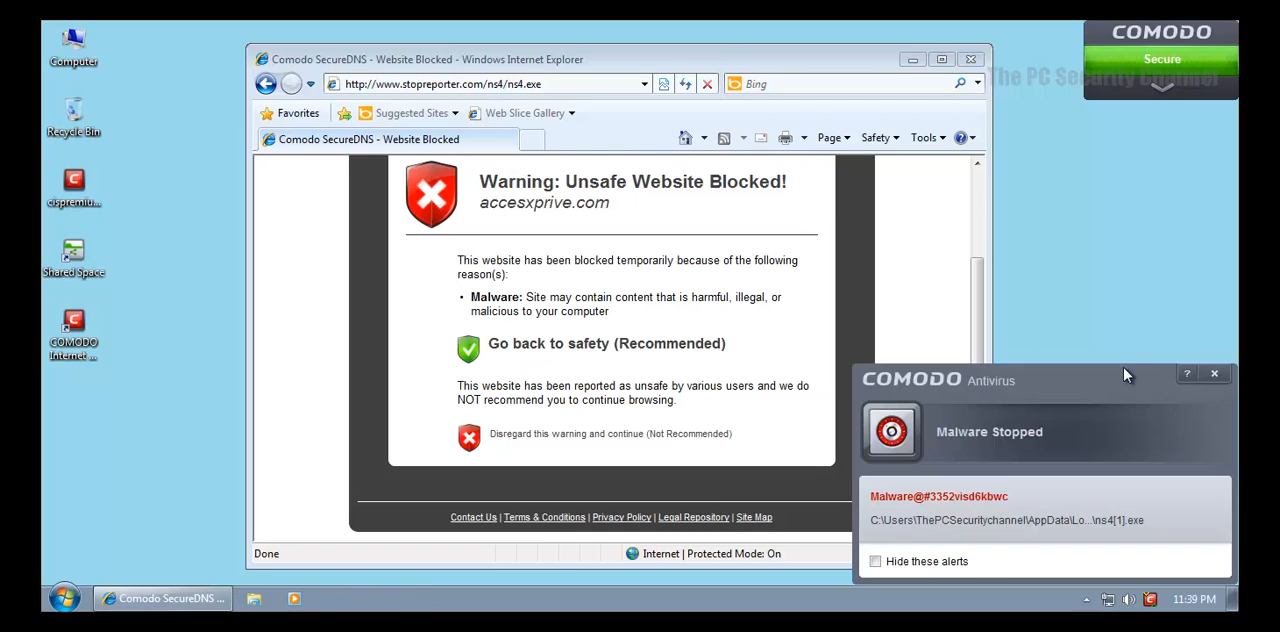 Computer
Recycle Bin
cispremiu...
Shared Space
COMODO
Internet ...
Comodo SecureDNS - Website Blocked - Windows Internet Explorer
http://www.stopreporter.com/ns4/ns4.exe
Bing
Favorites
Suggested Sites
Web Slice Gallery
Comodo SecureDNS - Website Blocked
Page
Safety
Tools
Warning: Unsafe Website Blocked!
accesxprive.com
This website has been blocked temporarily because of the following
reason(s):
• Malware: Site may contain content that is harmful, illegal, or
malicious to your computer
Go back to safety (Recommended)
This website has been reported as unsafe by various users and we do
NOT recommend you to continue browsing.
Disregard this warning and continue (Not Recommended)
Contact Us | Terms & Conditions | Privacy Policy | Legal Repository | Site Map
Done
Internet | Protected Mode: On
COMODO
Secure
The PC Security Channel
COMODO Antivirus
?
Malware Stopped
Malware@#3352visd6kbwc
C:\Users\ThePCSecuritychannel\AppData\Lo...\ns4[1].exe
Hide these alerts
Comodo SecureDNS ...
11:39 PM